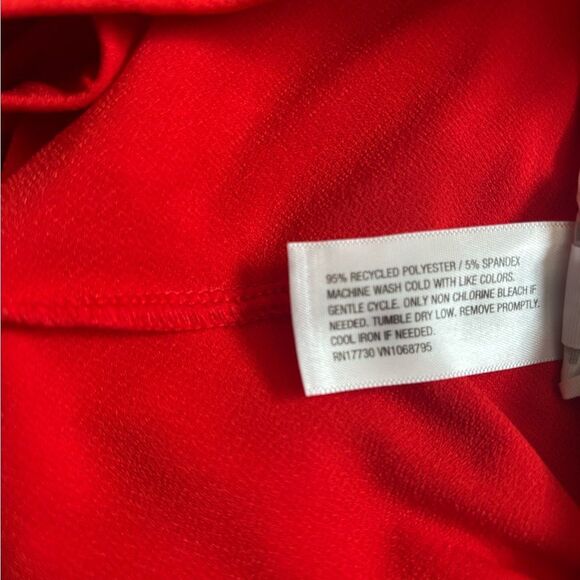 95% RECYCLED POLYESTER / 5% SPANDEX
MACHINE WASH COLD WITH LIKE COLORS.
GENTLE CYCLE. ONLY NON CHLORINE BLEACH IF
NEEDED. TUMBLE DRY LOW. REMOVE PROMPTLY.
COOL IRON IF NEEDED.
RN17730 VN1068795